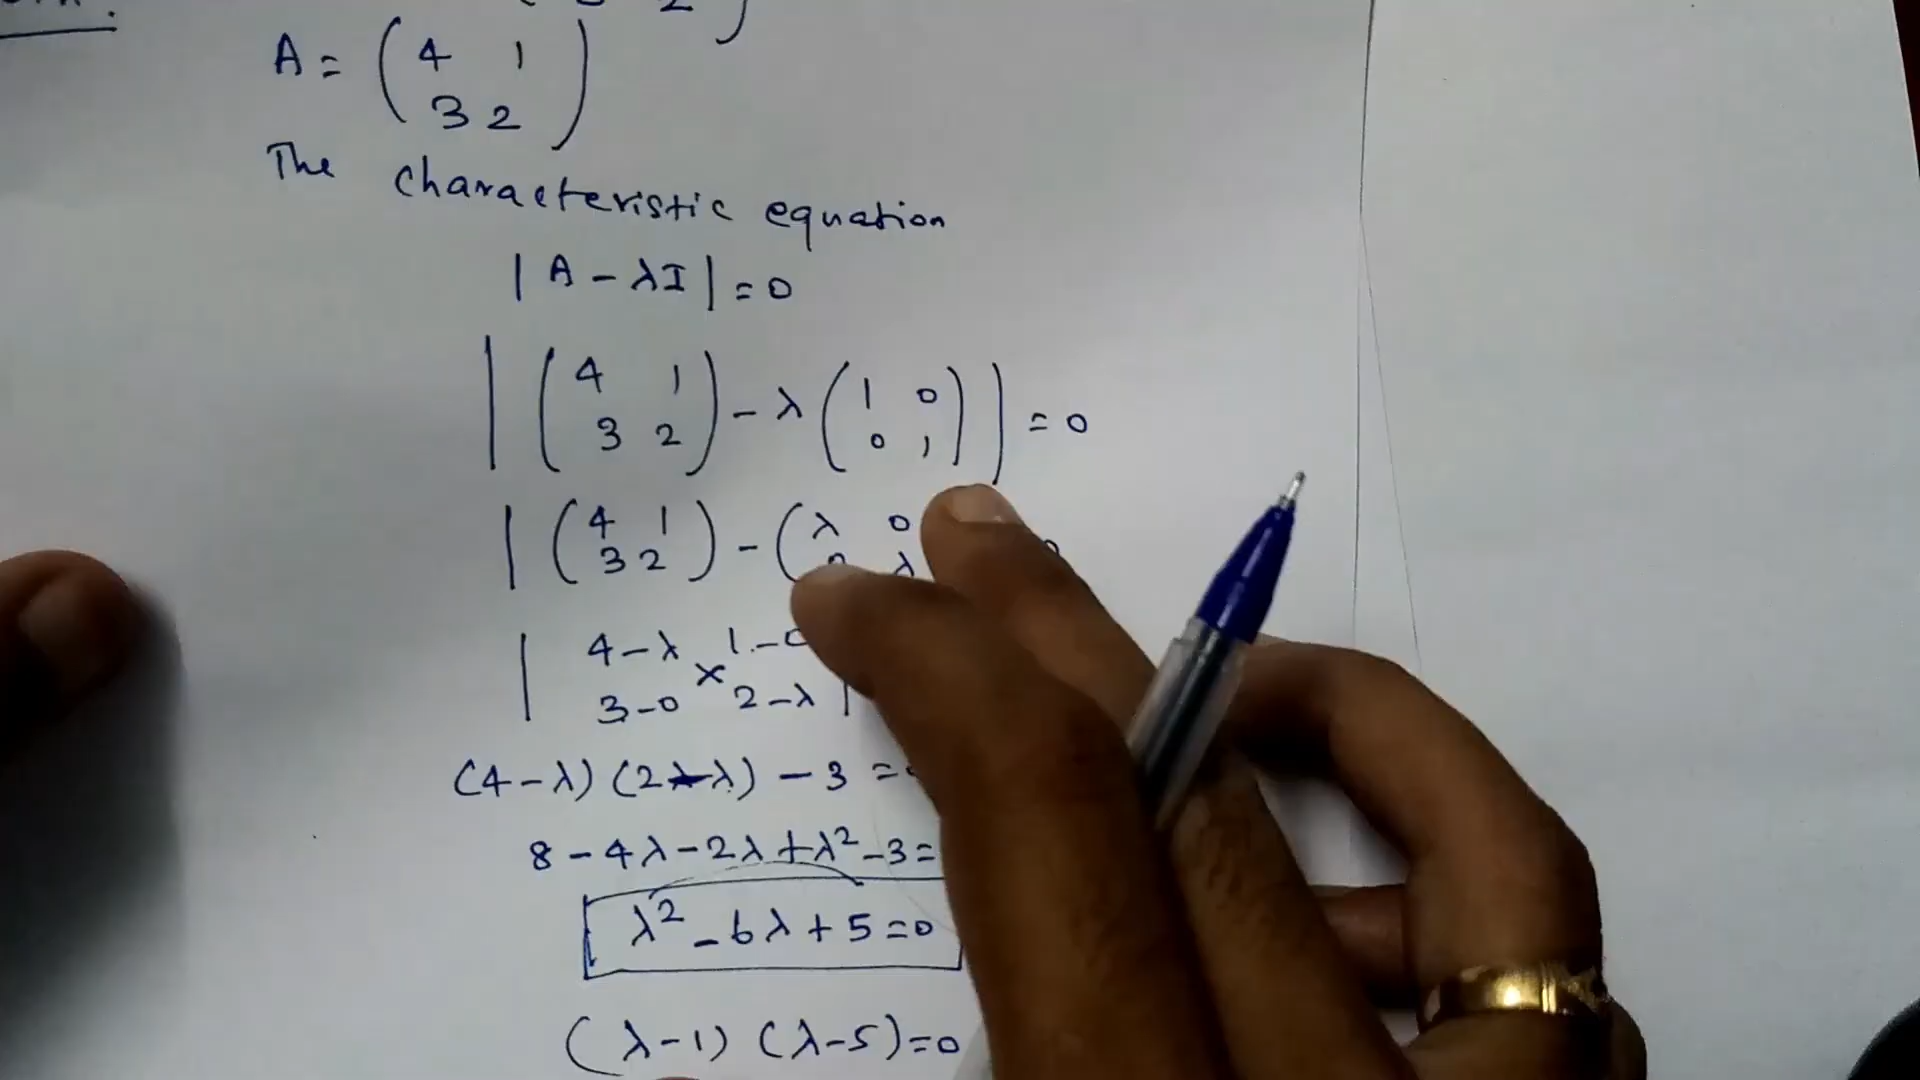 A = ( 4 1
3 2 )
The characteristic equation
| A - λI | = 0
| ( 4 1
3 2 ) - λ ( 1 0
0 1 ) | = 0
| ( 4 1
3 2 ) - ( λ 0
λ
| 4-λ 1-0
3-0 × 2-λ |
(4-λ) (2-λ) - 3 =
8 - 4λ - 2λ + λ² - 3 =
λ² - 6λ + 5 = 0
(λ-1) (λ-5) = 0